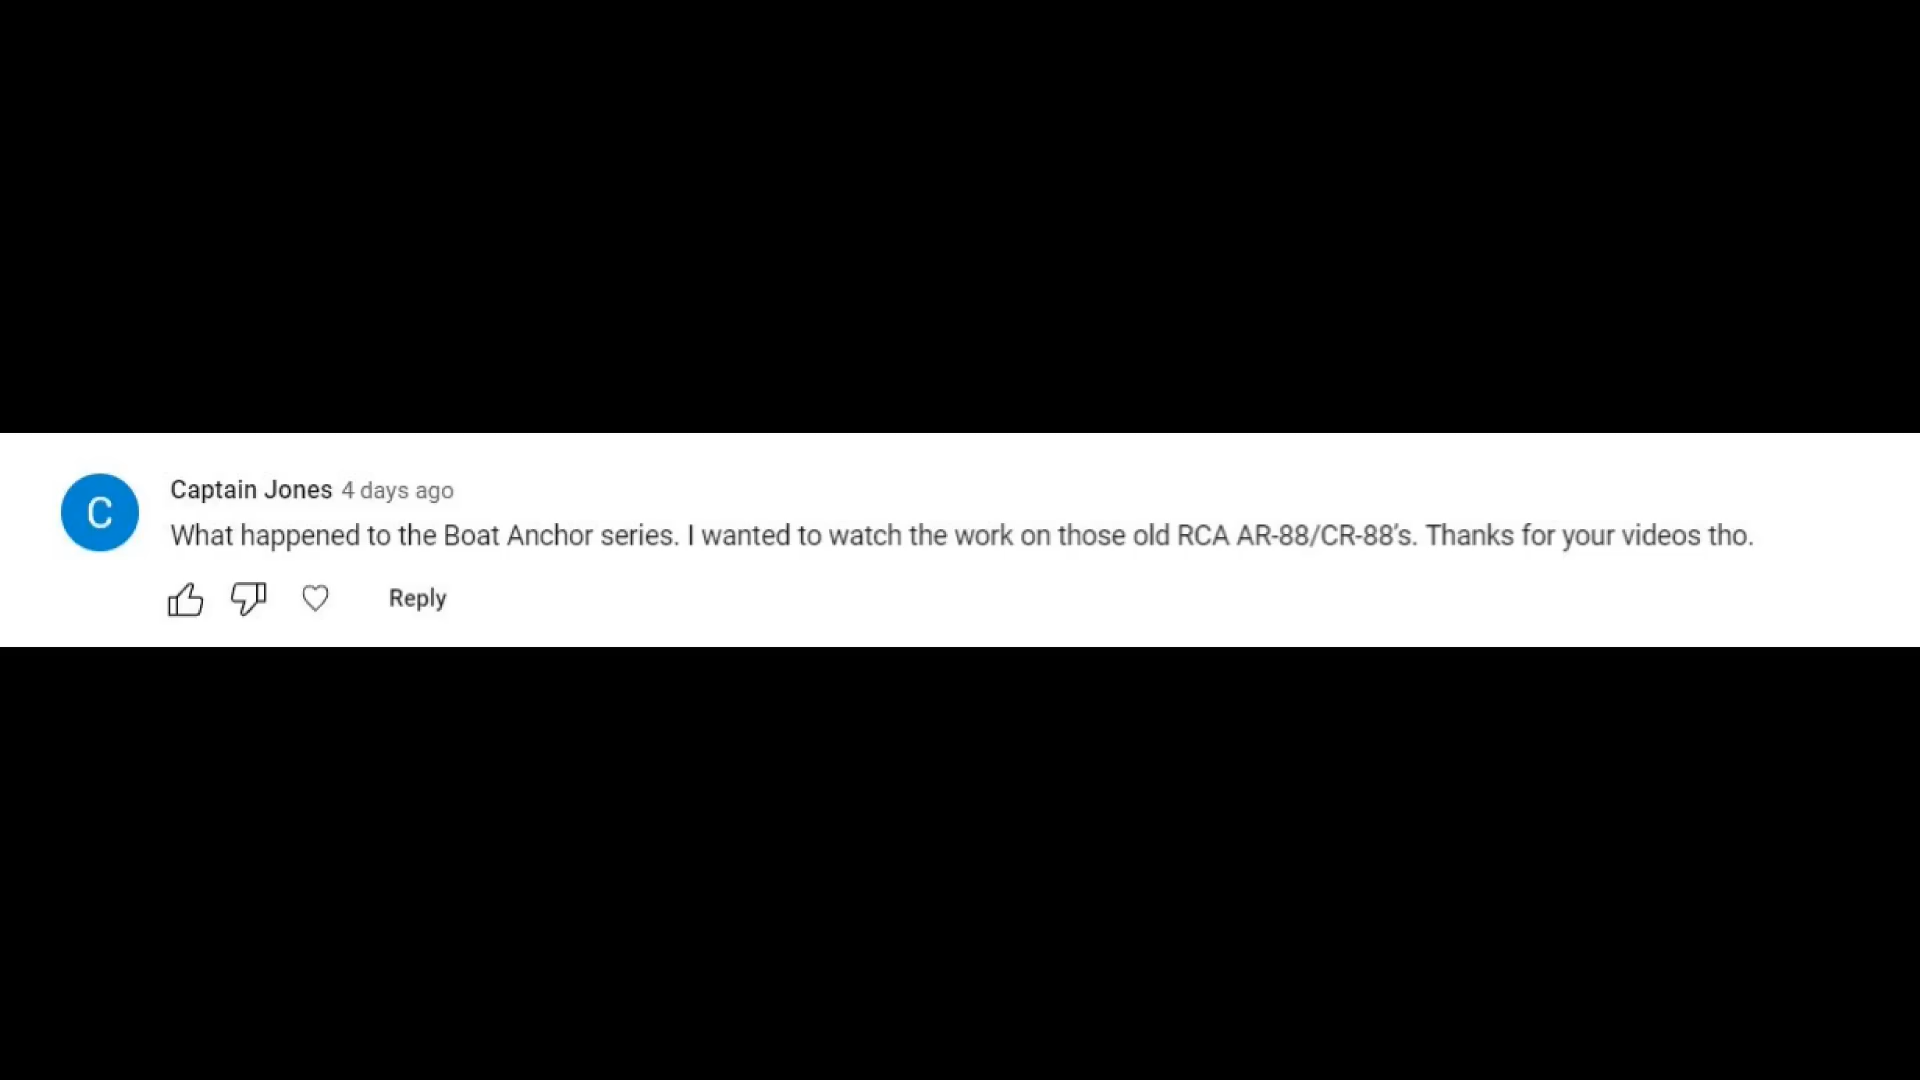 C
Captain Jones 4 days ago
What happened to the Boat Anchor series. I wanted to watch the work on those old RCA AR-88/CR-88's. Thanks for your videos tho.
Reply